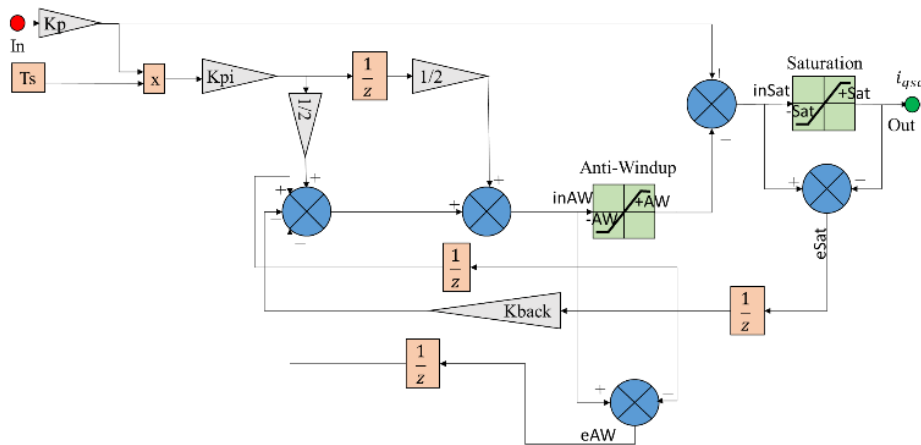 Kp
In
Ts
x
Kpi
1/2
1
z
1/2
+
+
+
−
−
+
+
Anti-Windup
inAW
+AW
-AW
+
−
Saturation
inSat
+Sat
-Sat
i_qsd
Out
+
−
eSat
1
z
Kback
1
z
1
z
+
−
eAW